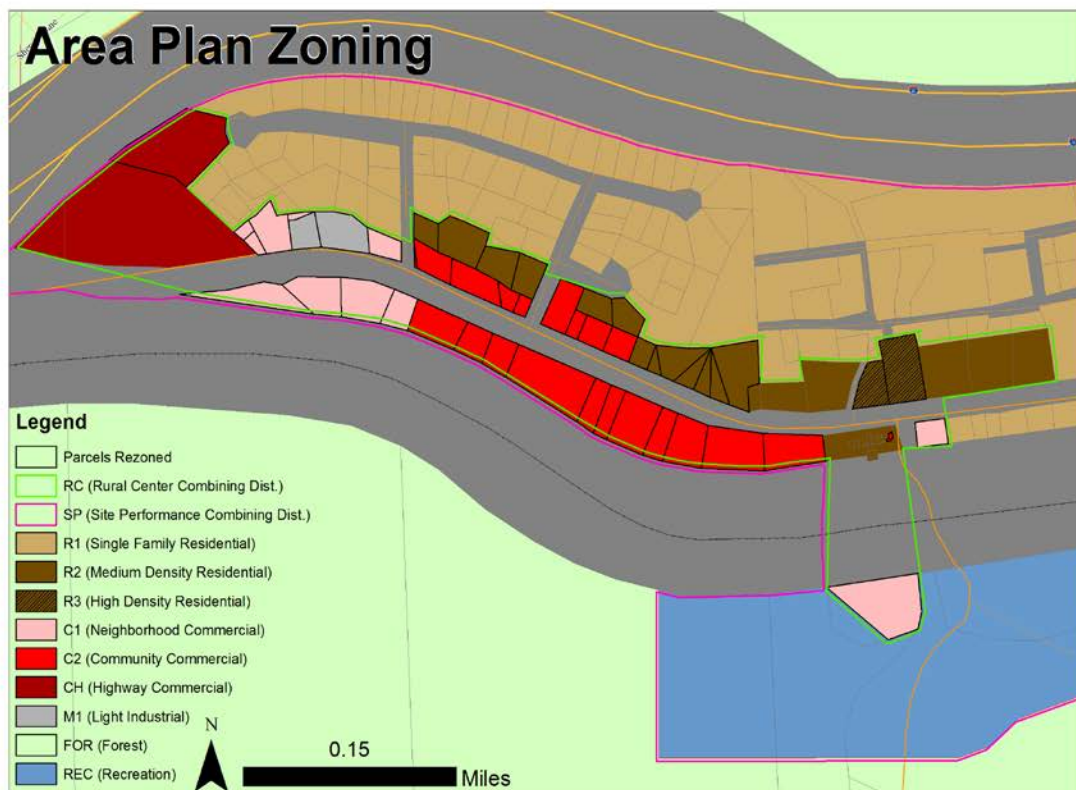 Area Plan Zoning
Legend
Parcels Rezoned
RC (Rural Center Combining Dist.)
SP (Site Performance Combining Dist.)
R1 (Single Family Residential)
R2 (Medium Density Residential)
R3 (High Density Residential)
C1 (Neighborhood Commercial)
C2 (Community Commercial)
CH (Highway Commercial)
M1 (Light Industrial)
FOR (Forest)
REC (Recreation)
N
0.15
Miles